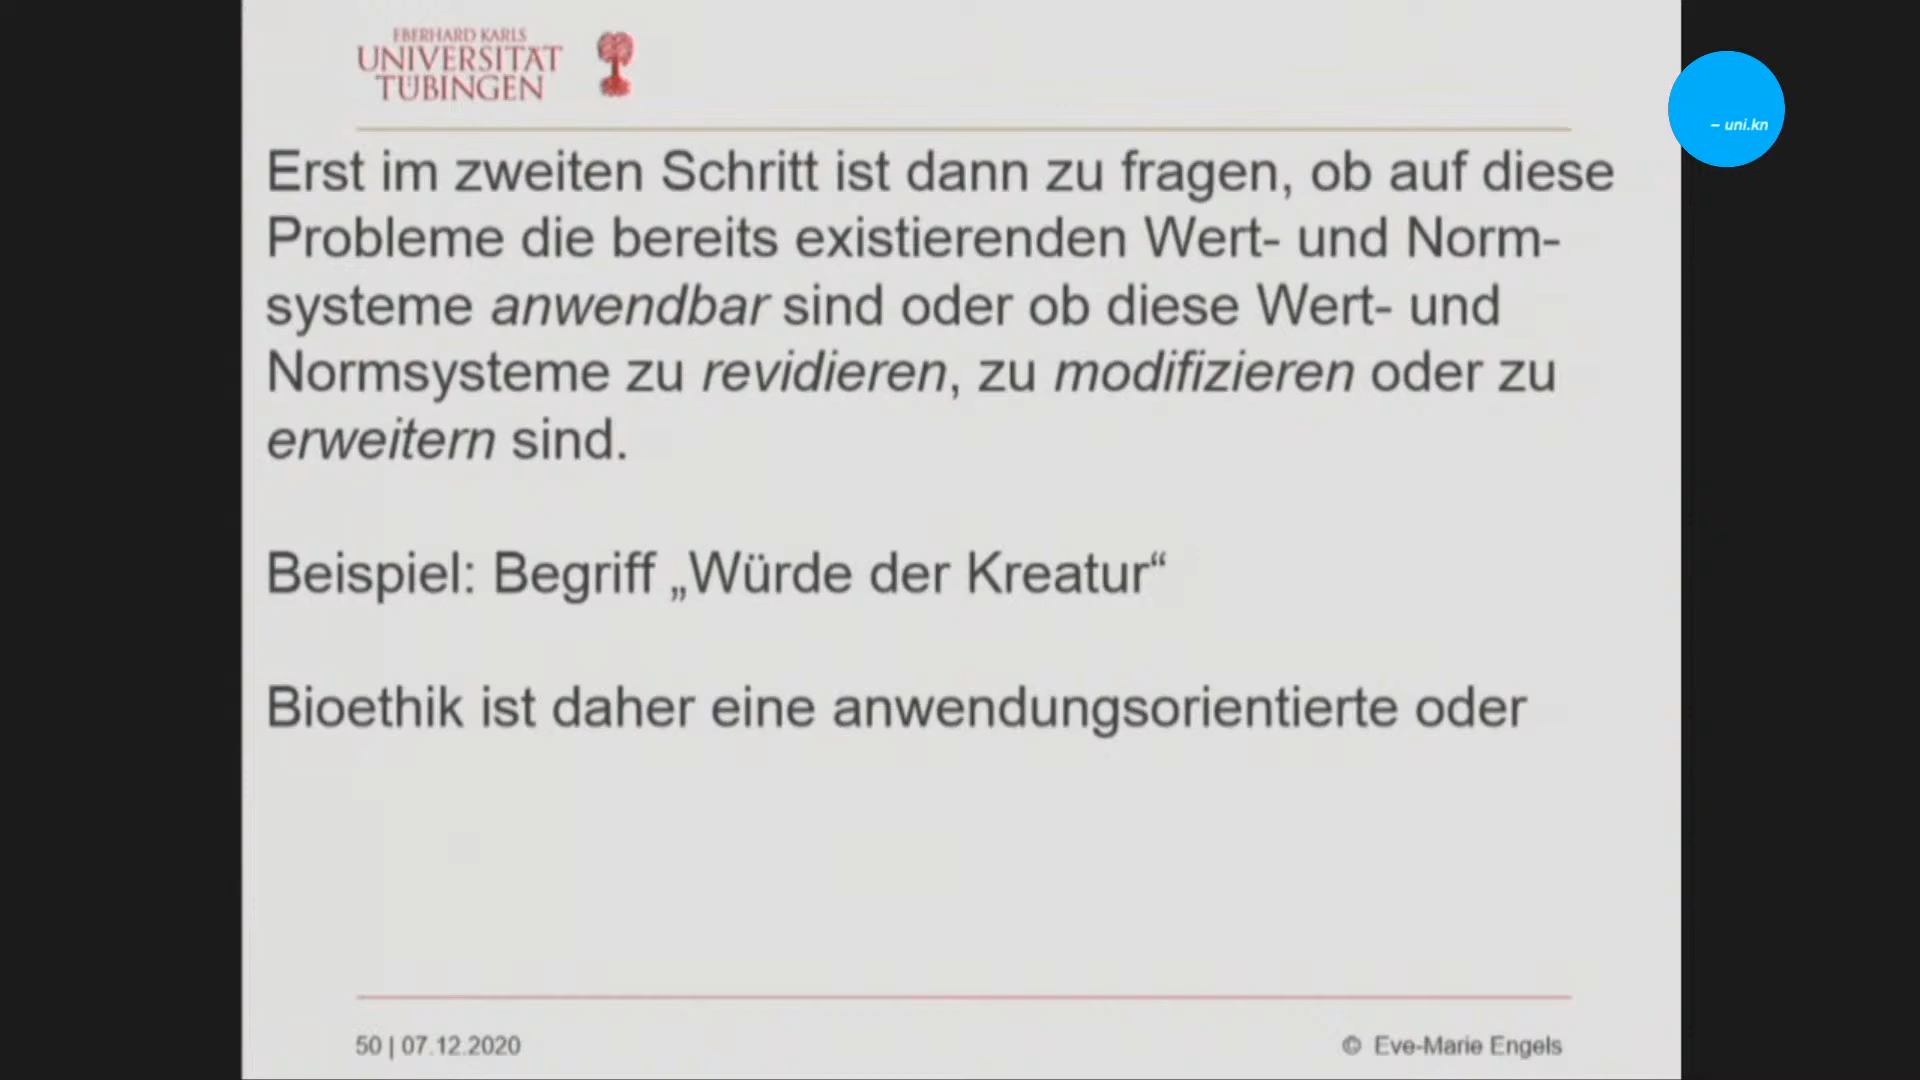 EBERHARD KARLS
UNIVERSITÄT
TÜBINGEN
– uni.kn
Erst im zweiten Schritt ist dann zu fragen, ob auf diese
Probleme die bereits existierenden Wert- und Norm-
systeme anwendbar sind oder ob diese Wert- und
Normsysteme zu revidieren, zu modifizieren oder zu
erweitern sind.
Beispiel: Begriff „Würde der Kreatur“
Bioethik ist daher eine anwendungsorientierte oder
50 | 07.12.2020
© Eve-Marie Engels